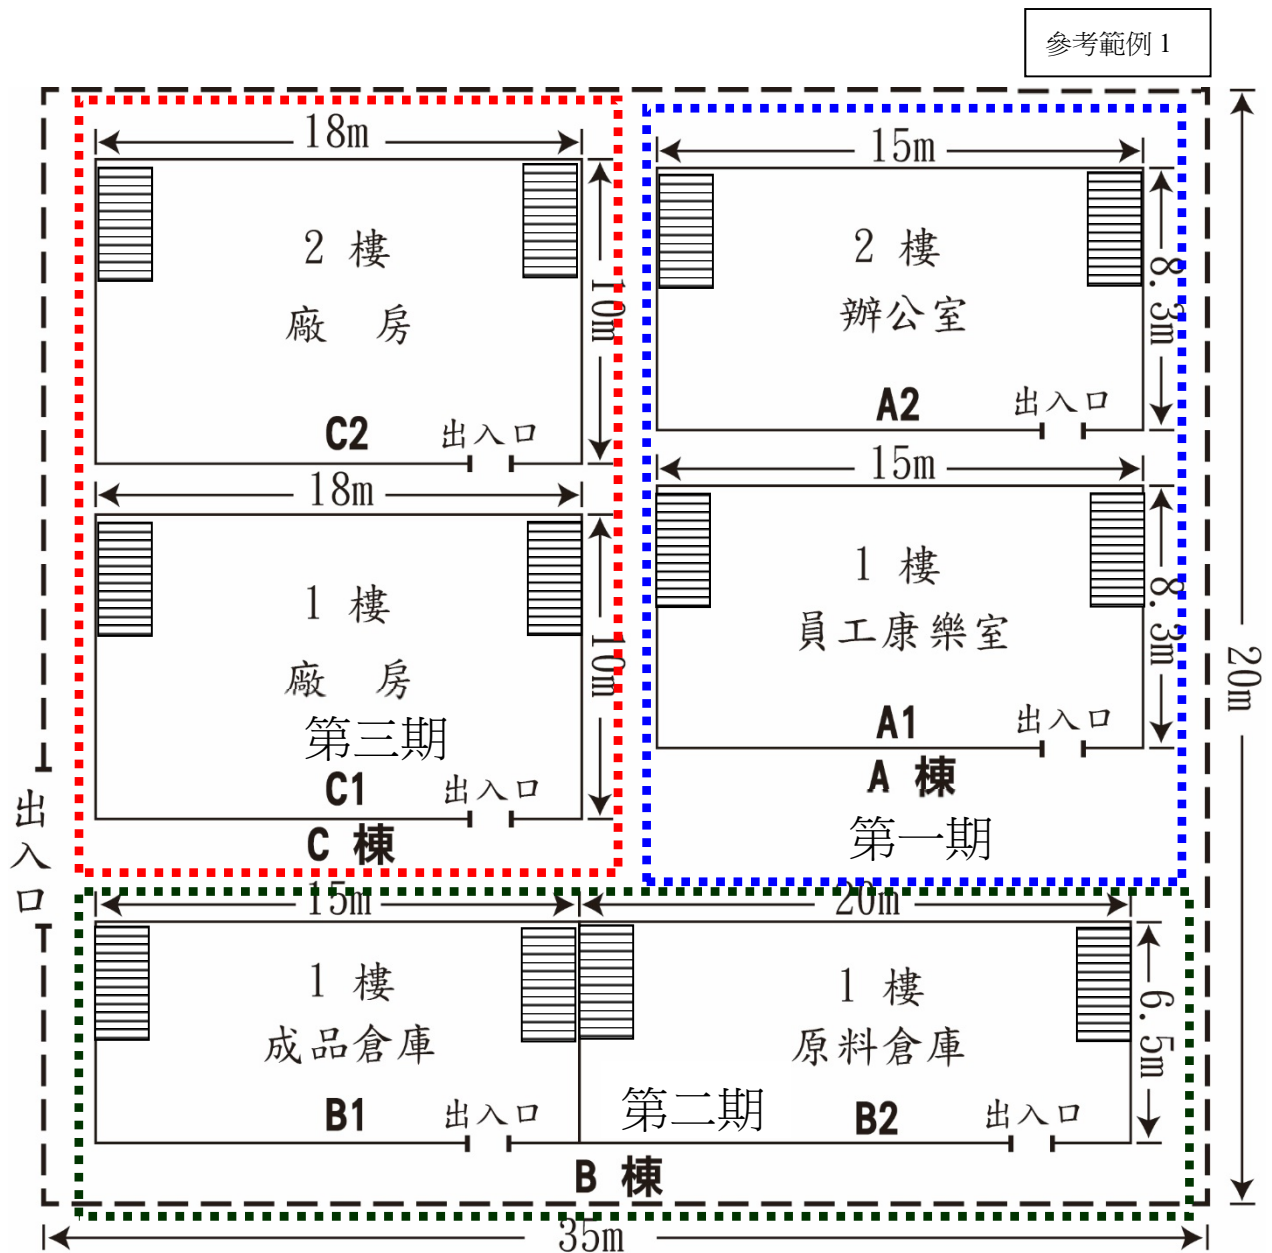 參考範例 1
18m
2 樓
廠 房
10m
C2
出入口
18m
1 樓
廠 房
10m
第三期
C1
出入口
C 棟
15m
2 樓
辦公室
8.3m
A2
出入口
15m
1 樓
員工康樂室
8.3m
A1
出入口
A 棟
第一期
20m
出入口
15m
1 樓
成品倉庫
B1
出入口
20m
1 樓
原料倉庫
6.5m
第二期
B2
出入口
B 棟
35m